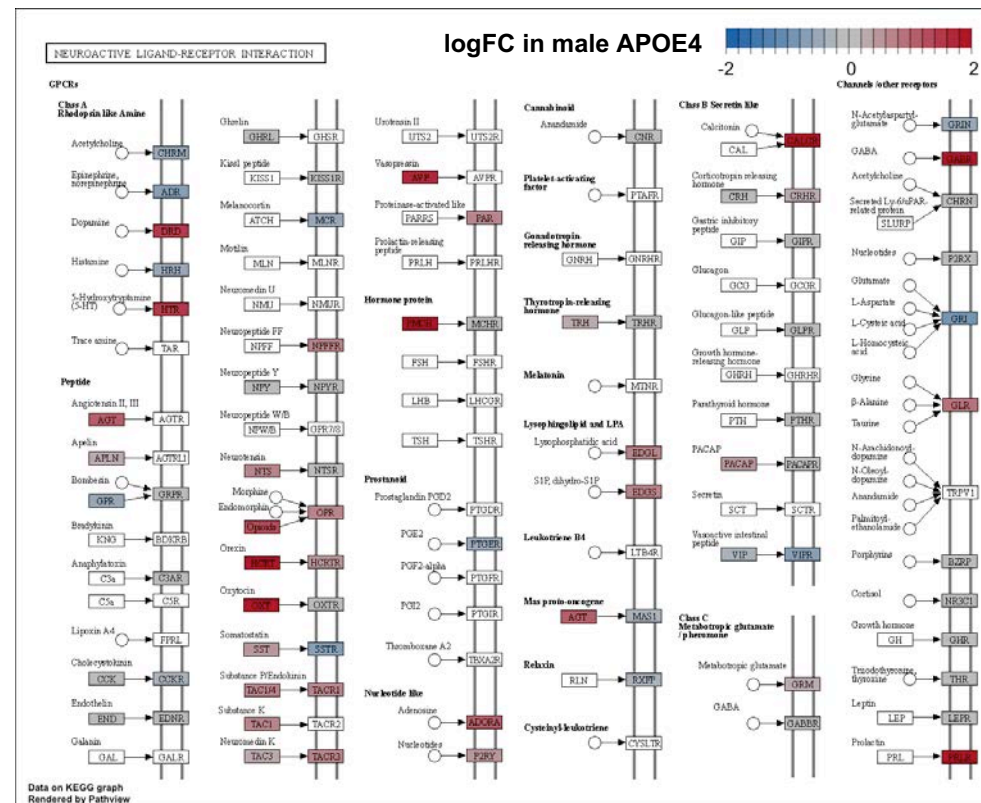 NEUROACTIVE LIGAND-RECEPTOR INTERACTION
logFC in male APOE4
-2 0 2
GPCRs
Class A
Rhodopsin like Amine
Acetylcholine
CHRM
Epinephrine,
norepinephrine
ADR
Dopamine
DRD
Histamine
HRH
5-Hydroxytryptamine
(5-HT)
HTR
Trace amine
TAR
Peptide
Angiotensin II, III
AGT AGTR
Apelin
APLN AGTRL1
Bombesin
GRPR
GPR
Bradykinin
KNG BDKRB
Anaphylatoxin
C3a C3AR
C5a C5R
Lipoxin A4
FPRL
Cholecystokinin
CCK CCKR
Endothelin
END EDNR
Galanin
GAL GALR
Ghrelin
GHRL GHSR
Kiss1 peptide
KISS1 KISS1R
Melanocortin
ATCH MCR
Motilin
MLN MLNR
Neuromedin U
NMU NMUR
Neuropeptide FF
NPFF NPFFR
Neuropeptide Y
NPY NPYR
Neuropeptide W/B
NPW/B GPR7/8
Neurotensin
NTS NTSR
Morphine
Endomorphin
Opioids OPR
Orexin
HCRT HCRTR
Oxytocin
OXT OXTR
Somatostatin
SST SSTR
Substance P/Endokinin
TAC1/4 TACR1
Substance K
TAC1 TACR2
Neuromedin K
TAC3 TACR3
Urotensin II
UTS2 UTS2R
Vasopressin
AVP AVPR
Proteinase-activated like
PARRS PAR
Prolactin-releasing
peptide
PRLH PRLHR
Hormone protein
PMCH MCHR
FSH FSHR
LHB LHCGR
TSH TSHR
Prostanoid
Prostaglandin PGD2
PTGDR
PGE2
PTGER
PGF2-alpha
PTGFR
PGI2
PTGIR
Thromboxane A2
TBXA2R
Nucleotide like
Adenosine
ADORA
Nucleotides
P2RY
Cannabinoid
Anandamide
CNR
Platelet-activating
factor
PTAFR
Gonadotropin-
releasing hormone
GNRH GNRHR
Thyrotropin-releasing
hormone
TRH TRHR
Melatonin
MTNR
Lysophingolipid and LPA
Lysophosphatidic acid
EDGL
S1P, dihydro-S1P
EDGS
Leukotriene B4
LTB4R
Mas proto-oncogene
AGT MAS1
Relaxin
RLN RXFP
Cysteinyl-leukotriene
CYSLTR
Class B Secretin like
Calcitonin
CAL CALCR
Corticotropin releasing
hormone
CRH CRHR
Gastric inhibitory
peptide
GIP GIPR
Glucagon
GCG GCGR
Glucagon-like peptide
GLP GLPR
Growth hormone-
releasing hormone
GHRH GHRHR
Parathyroid hormone
PTH PTHR
PACAP
PACAP PACAPR
Secretin
SCT SCTR
Vasoactive intestinal
peptide
VIP VIPR
Class C
Metabotropic glutamate
/ pheromone
Metabotropic glutamate
GRM
GABA
GABBR
Channels /other receptors
N-Acetylaspartyl-
glutamate
GRIN
GABA
GABR
Acetylcholine
CHRN
Secreted Ly-6/uPAR-
related protein
SLURP
Nucleotides
P2RX
Glutamate
L-Aspartate
L-Cysteic acid
L-Homocysteic
acid
GRI
Glycine
β-Alanine
Taurine
GLR
N-Arachidonoyl-
dopamine
N-Oleoyl-
dopamine
Anandamide
Palmitoyl-
ethanolamide
TRPV1
Porphyrins
BZRP
Cortisol
NR3C1
Growth hormone
GH GHR
Triiodothyronine,
thyroxine
THR
Leptin
LEP LEPR
Prolactin
PRL PRLR
Data on KEGG graph
Rendered by Pathview